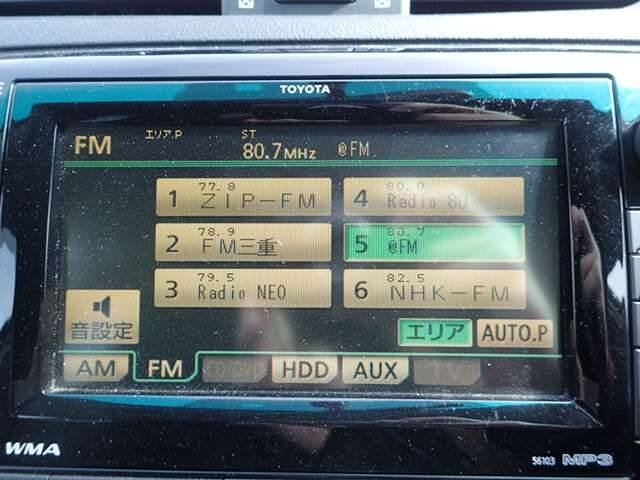 TOYOTA
FM エリア.P ST 80.7MHz @FM
1 77.8 ZIP-FM
2 78.9 FM三重
3 79.5 Radio NEO
4 80.0 Radio 80
5 80.7 @FM
6 82.5 NHK-FM
音設定
エリア AUTO.P
AM FM HDD AUX TV
WMA
56103 MP3